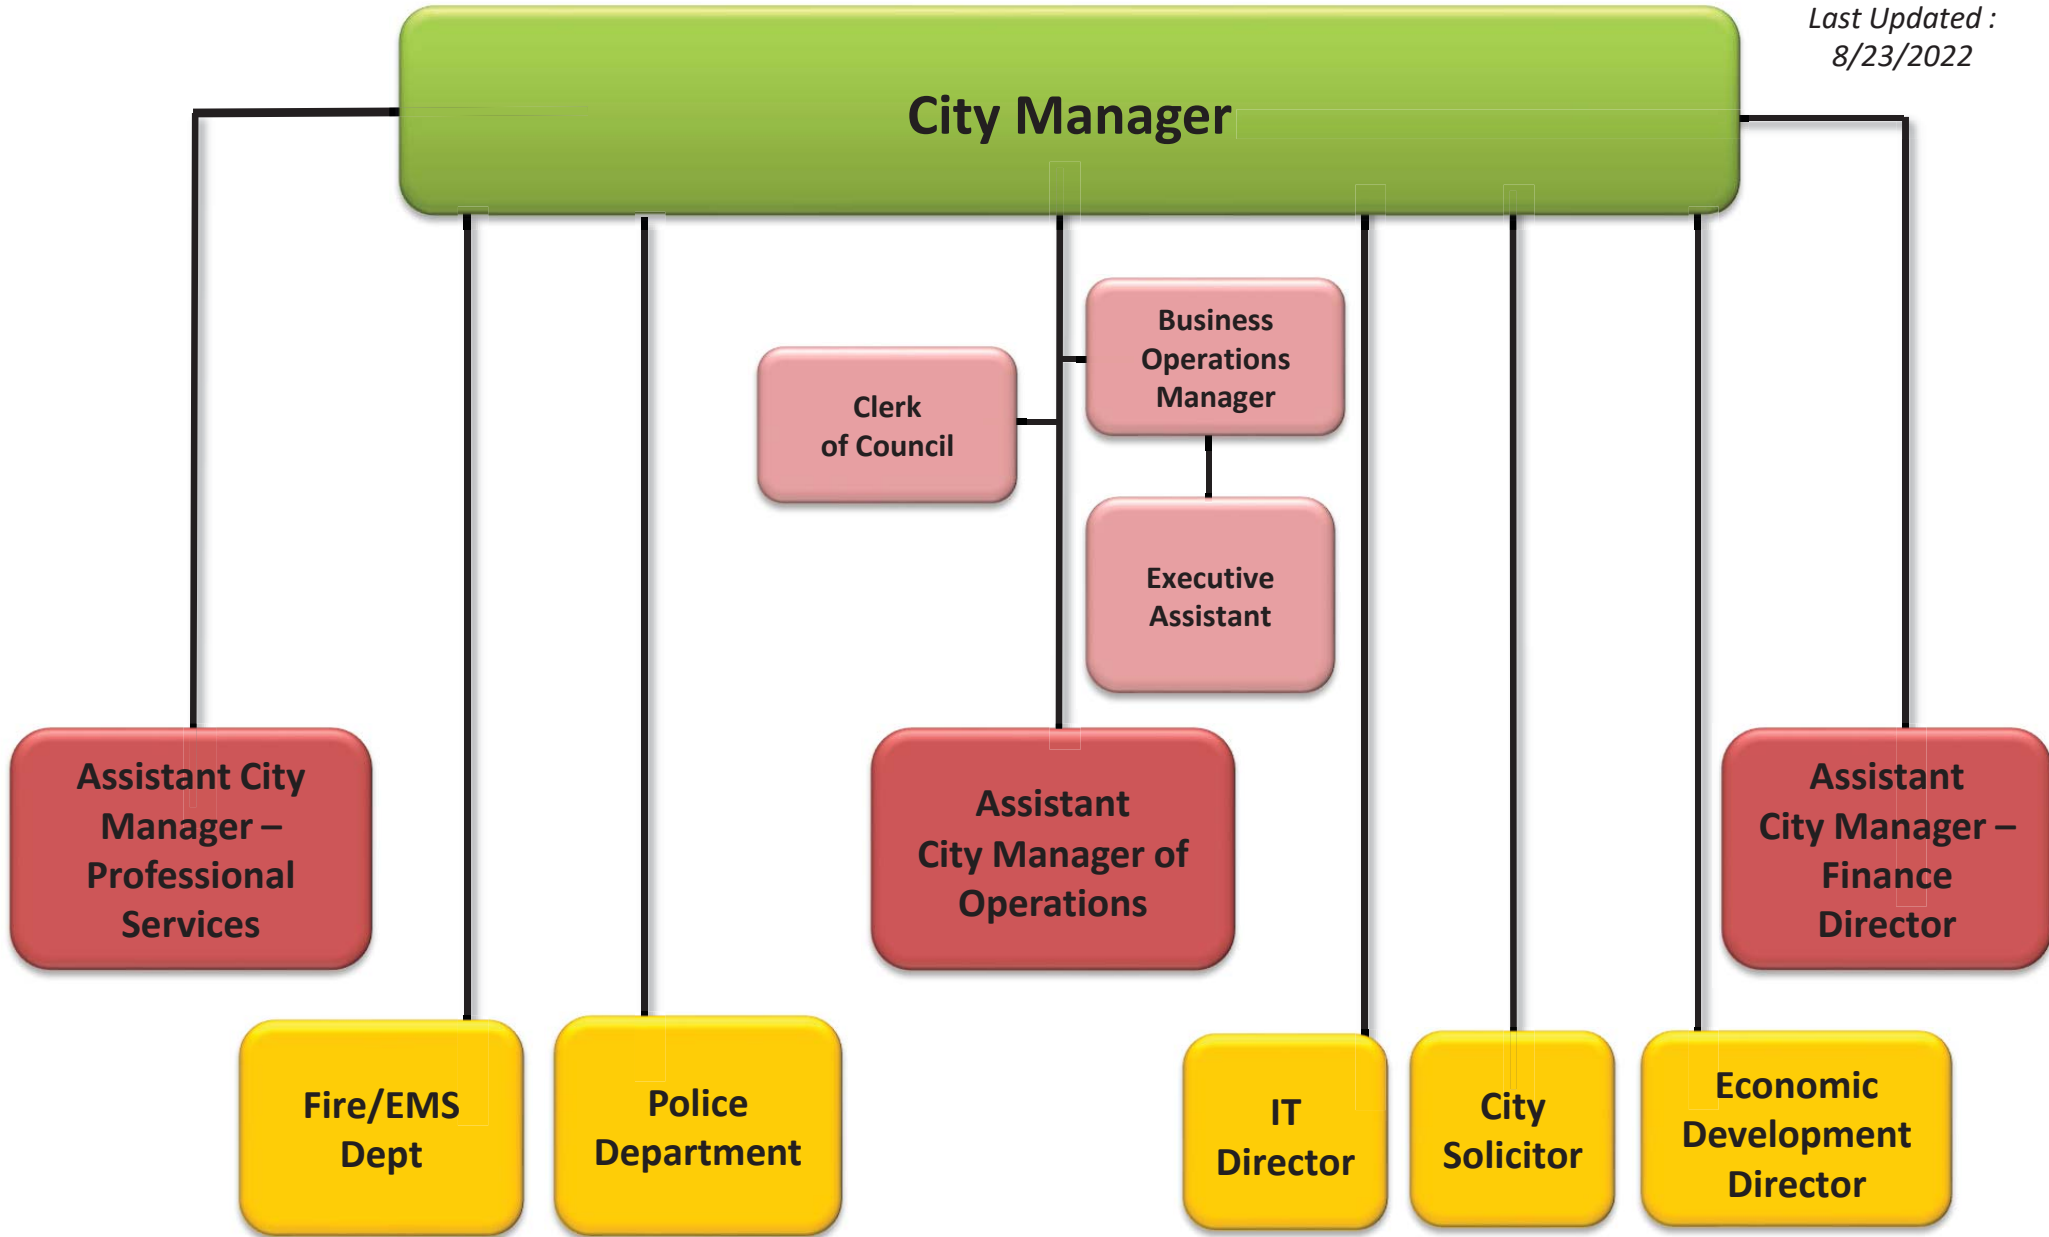 Last Updated :
8/23/2022
City Manager
Business
Operations
Manager
Clerk
of Council
Executive
Assistant
Assistant City
Manager –
Professional
Services
Assistant
City Manager of
Operations
Assistant
City Manager –
Finance
Director
Fire/EMS
Dept
Police
Department
IT
Director
City
Solicitor
Economic
Development
Director